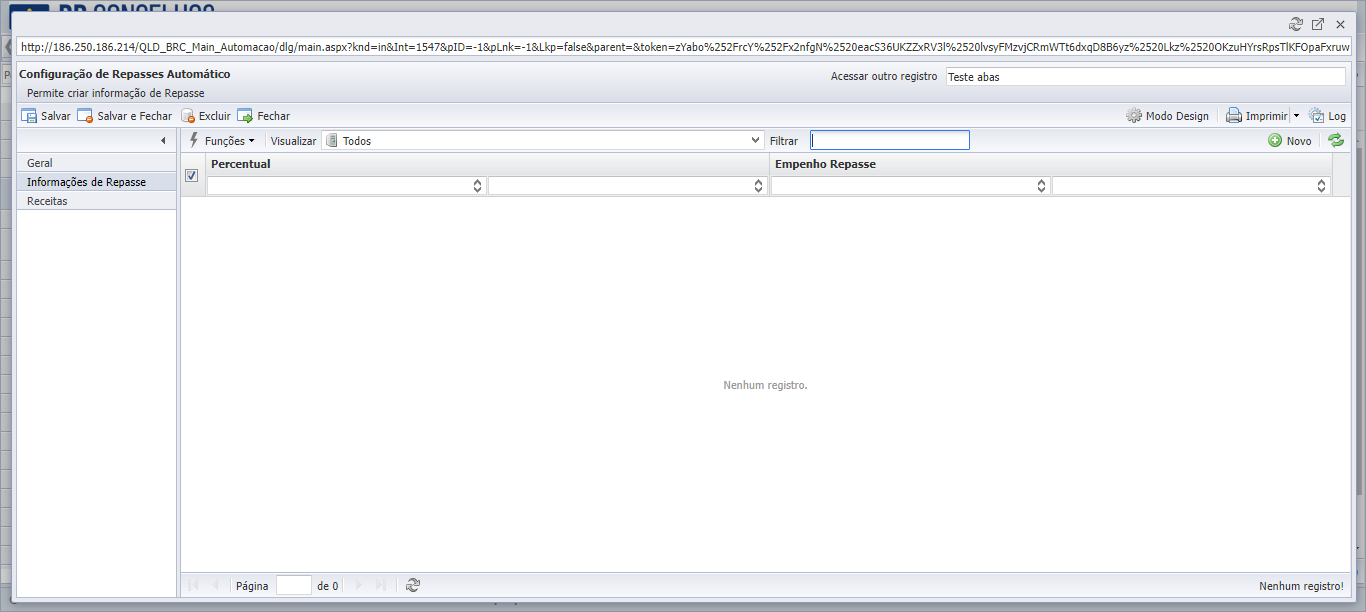 BR CONSELHOS
http://186.250.186.214/QLD_BRC_Main_Automacao/dlg/main.aspx?knd=in&Int=1547&pID=-1&pLnk=-1&Lkp=false&parent=&token=zYabo%252FrcY%252Fx2nfgN%2520eacS36UKZZxRV3l%2520lvsyFMzvjCRmWTt6dxqD8B6yz%2520Lkz%2520OKzuHYrsRpsTlKFOpaFxruw
Configuração de Repasses Automático
Acessar outro registro Teste abas
Permite criar informação de Repasse
Salvar Salvar e Fechar Excluir Fechar Modo Design Imprimir Log
Funções Visualizar Todos Filtrar Novo
Geral
Informações de Repasse
Receitas
Percentual Empenho Repasse
Nenhum registro.
Página de 0 Nenhum registro!